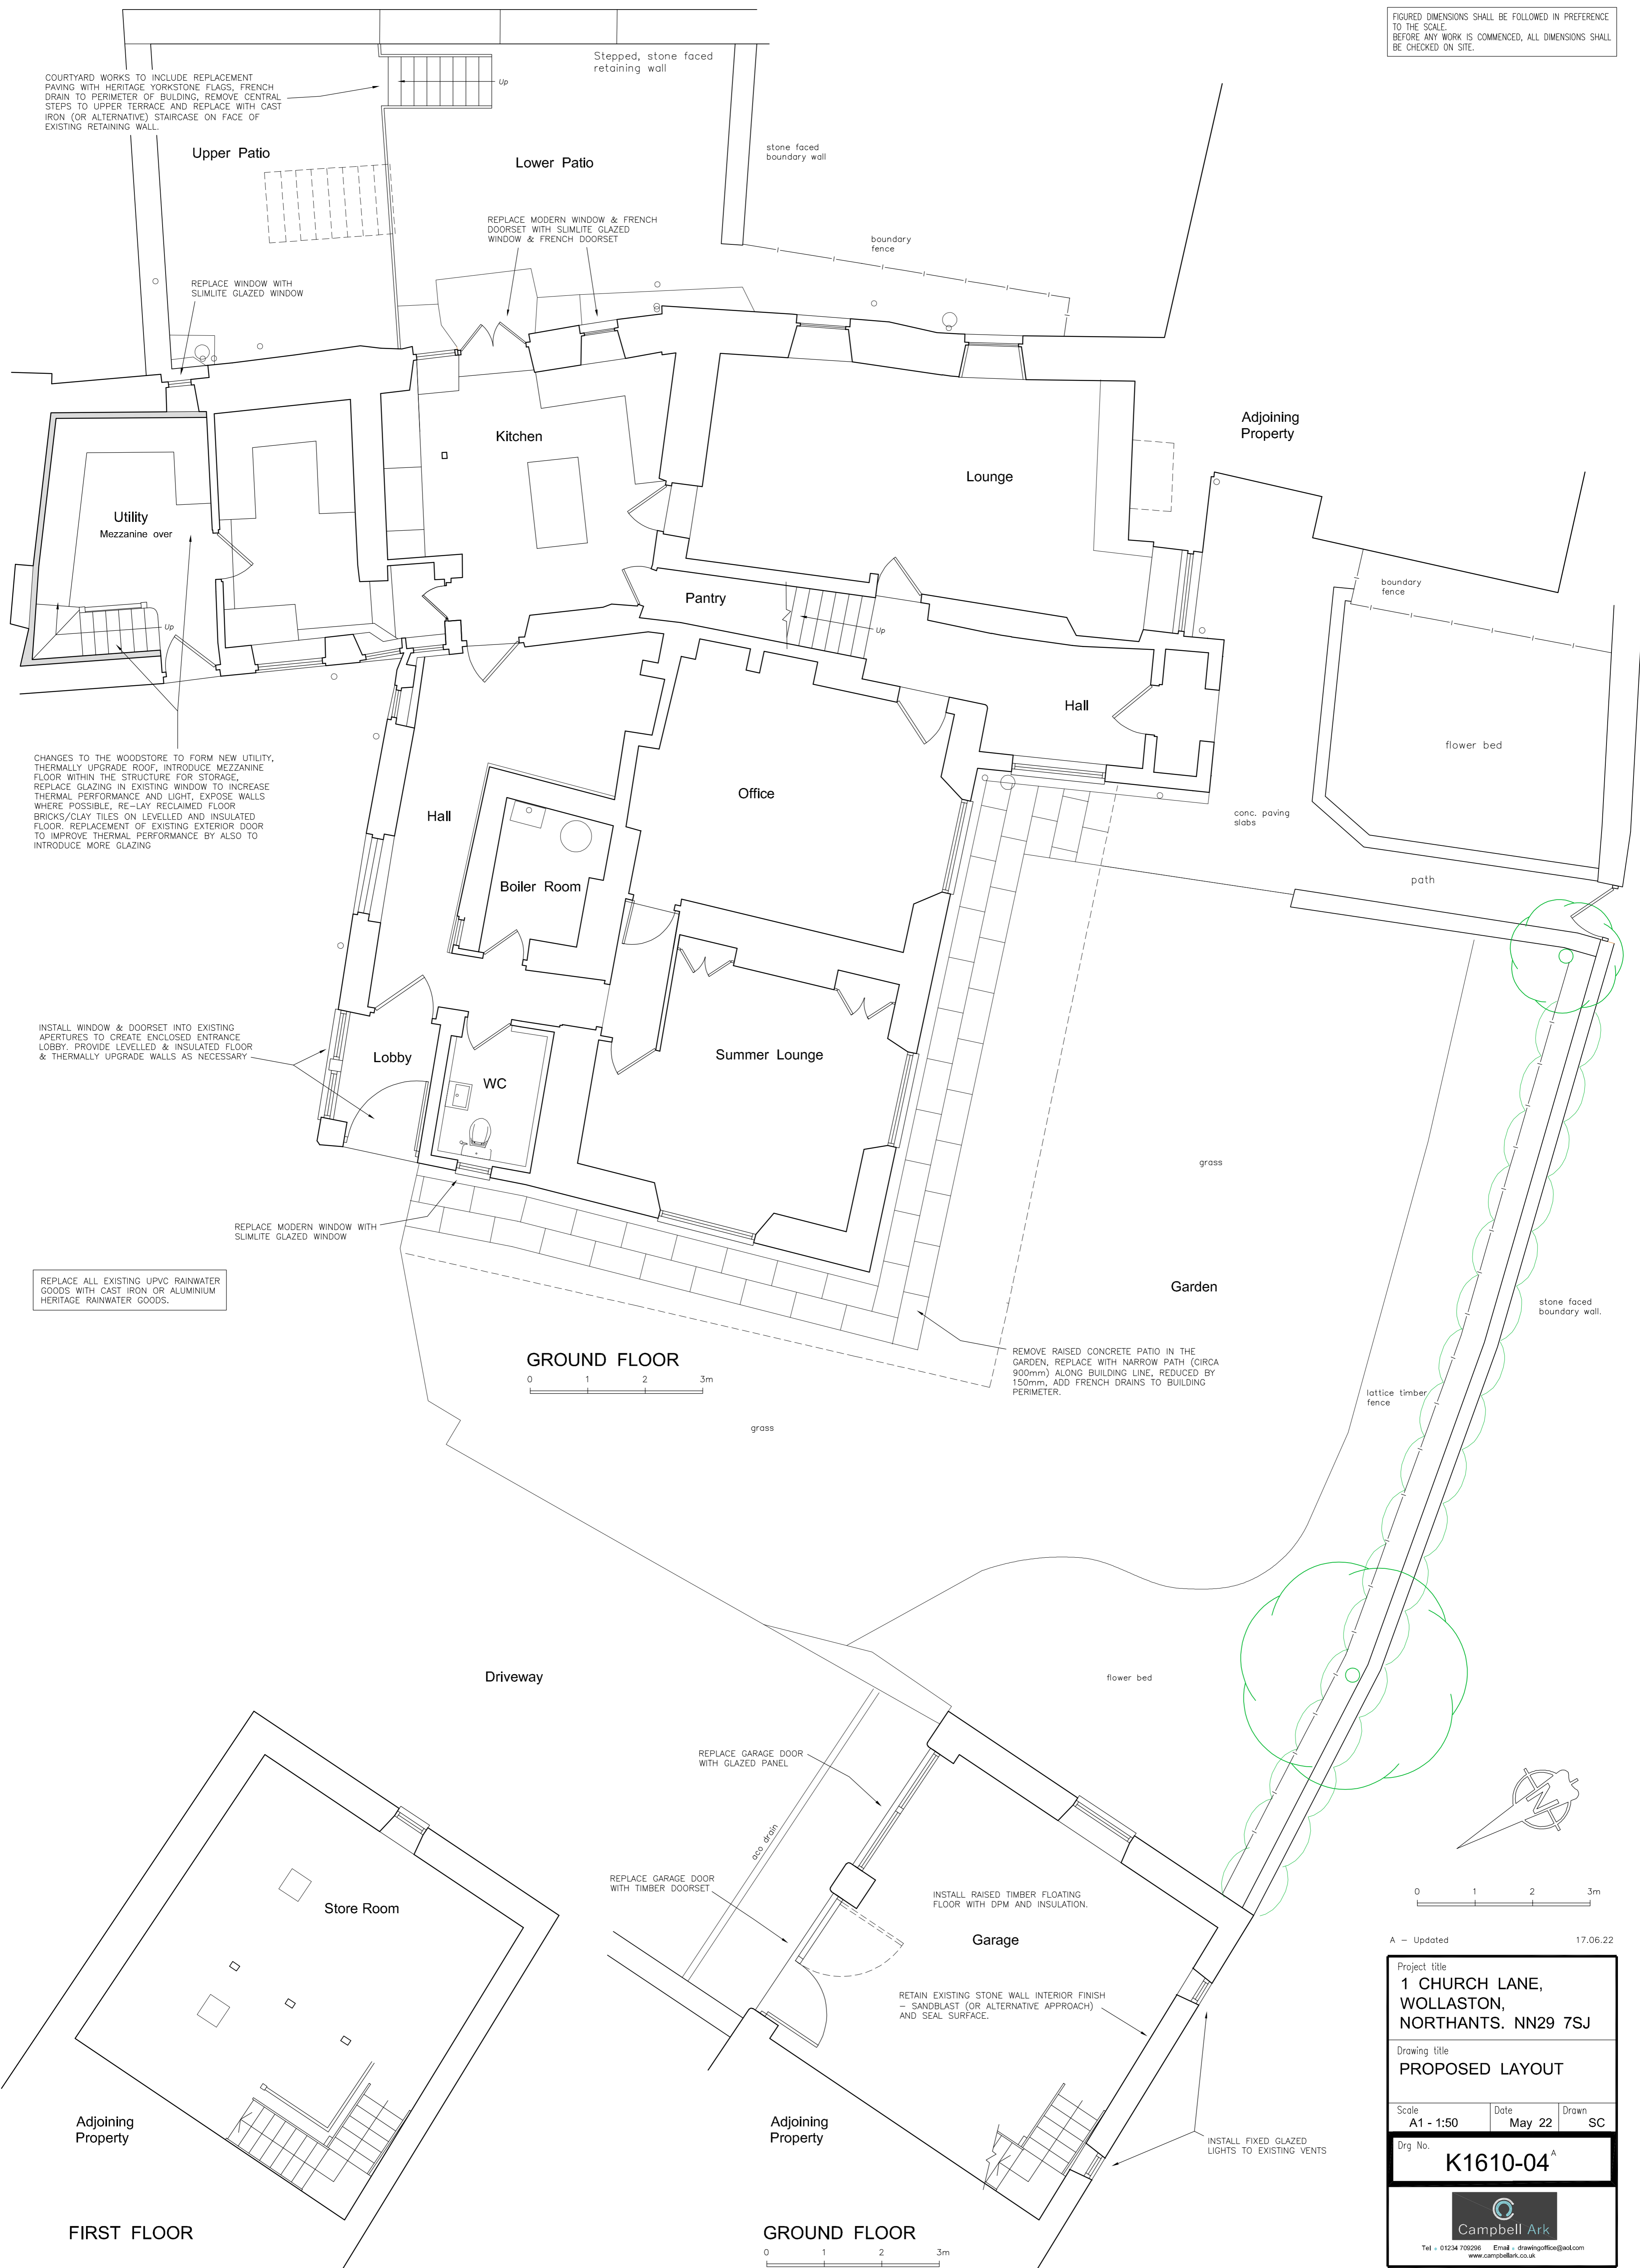 FIGURED DIMENSIONS SHALL BE FOLLOWED IN PREFERENCE
TO THE SCALE.
BEFORE ANY WORK IS COMMENCED, ALL DIMENSIONS SHALL
BE CHECKED ON SITE.
Stepped, stone faced
retaining wall
COURTYARD WORKS TO INCLUDE REPLACEMENT
PAVING WITH HERITAGE YORKSTONE FLAGS, FRENCH
DRAIN TO PERIMETER OF BULDING, REMOVE CENTRAL
STEPS TO UPPER TERRACE AND REPLACE WITH CAST
IRON (OR ALTERNATIVE) STAIRCASE ON FACE OF
EXISTING RETAINING WALL.
Up
Upper Patio
Lower Patio
stone faced
boundary wall
REPLACE MODERN WINDOW & FRENCH
DOORSET WITH SLIMLITE GLAZED
WINDOW & FRENCH DOORSET
boundary
fence
REPLACE WINDOW WITH
SLIMLITE GLAZED WINDOW
Kitchen
Adjoining
Property
Lounge
Utility
Mezzanine over
Up
Pantry
Up
boundary
fence
Hall
flower bed
CHANGES TO THE WOODSTORE TO FORM NEW UTILITY,
THERMALLY UPGRADE ROOF, INTRODUCE MEZZANINE
FLOOR WITHIN THE STRUCTURE FOR STORAGE,
REPLACE GLAZING IN EXISTING WINDOW TO INCREASE
THERMAL PERFORMANCE AND LIGHT, EXPOSE WALLS
WHERE POSSIBLE, RE-LAY RECLAIMED FLOOR
BRICKS/CLAY TILES ON LEVELLED AND INSULATED
FLOOR. REPLACEMENT OF EXISTING EXTERIOR DOOR
TO IMPROVE THERMAL PERFORMANCE BY ALSO TO
INTRODUCE MORE GLAZING
Office
Hall
conc. paving
slabs
Boiler Room
path
INSTALL WINDOW & DOORSET INTO EXISTING
APERTURES TO CREATE ENCLOSED ENTRANCE
LOBBY. PROVIDE LEVELLED & INSULATED FLOOR
& THERMALLY UPGRADE WALLS AS NECESSARY
Lobby
WC
Summer Lounge
grass
REPLACE MODERN WINDOW WITH
SLIMLITE GLAZED WINDOW
REPLACE ALL EXISTING UPVC RAINWATER
GOODS WITH CAST IRON OR ALUMINIUM
HERITAGE RAINWATER GOODS.
Garden
stone faced
boundary wall.
GROUND FLOOR
0 1 2 3m
REMOVE RAISED CONCRETE PATIO IN THE
GARDEN, REPLACE WITH NARROW PATH (CIRCA
900mm) ALONG BUILDING LINE, REDUCED BY
150mm, ADD FRENCH DRAINS TO BUILDING
PERIMETER.
lattice timber
fence
grass
Driveway
flower bed
REPLACE GARAGE DOOR
WITH GLAZED PANEL
aco drain
REPLACE GARAGE DOOR
WITH TIMBER DOORSET
INSTALL RAISED TIMBER FLOATING
FLOOR WITH DPM AND INSULATION.
Store Room
Garage
N
0 1 2 3m
RETAIN EXISTING STONE WALL INTERIOR FINISH
- SANDBLAST (OR ALTERNATIVE APPROACH)
AND SEAL SURFACE.
Adjoining
Property
Adjoining
Property
INSTALL FIXED GLAZED
LIGHTS TO EXISTING VENTS
FIRST FLOOR
GROUND FLOOR
0 1 2 3m
A - Updated 17.06.22
Project title
1 CHURCH LANE,
WOLLASTON,
NORTHANTS. NN29 7SJ
Drawing title
PROPOSED LAYOUT
Scale Date Drawn
A1 - 1:50 May 22 SC
Drg No.
K1610-04 A
Campbell Ark
Tel : 01234 709296 Email : drawingoffice@aol.com
www.campbellark.co.uk